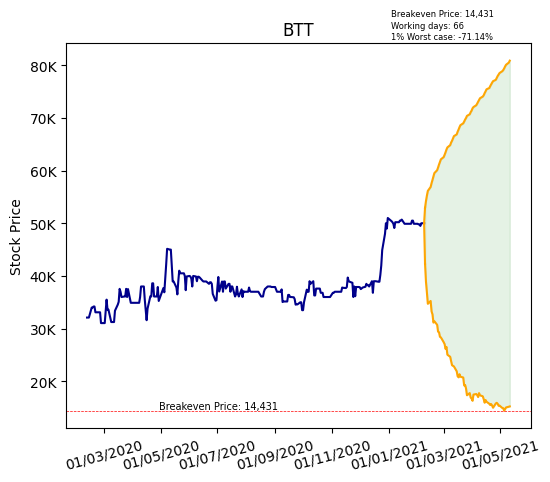 Breakeven Price: 14,431
Working days: 66
1% Worst case: -71.14%
BTT
Stock Price
80K
70K
60K
50K
40K
30K
20K
Breakeven Price: 14,431
01/03/2020 01/05/2020 01/07/2020 01/09/2020 01/11/2020 01/01/2021 01/03/2021 01/05/2021